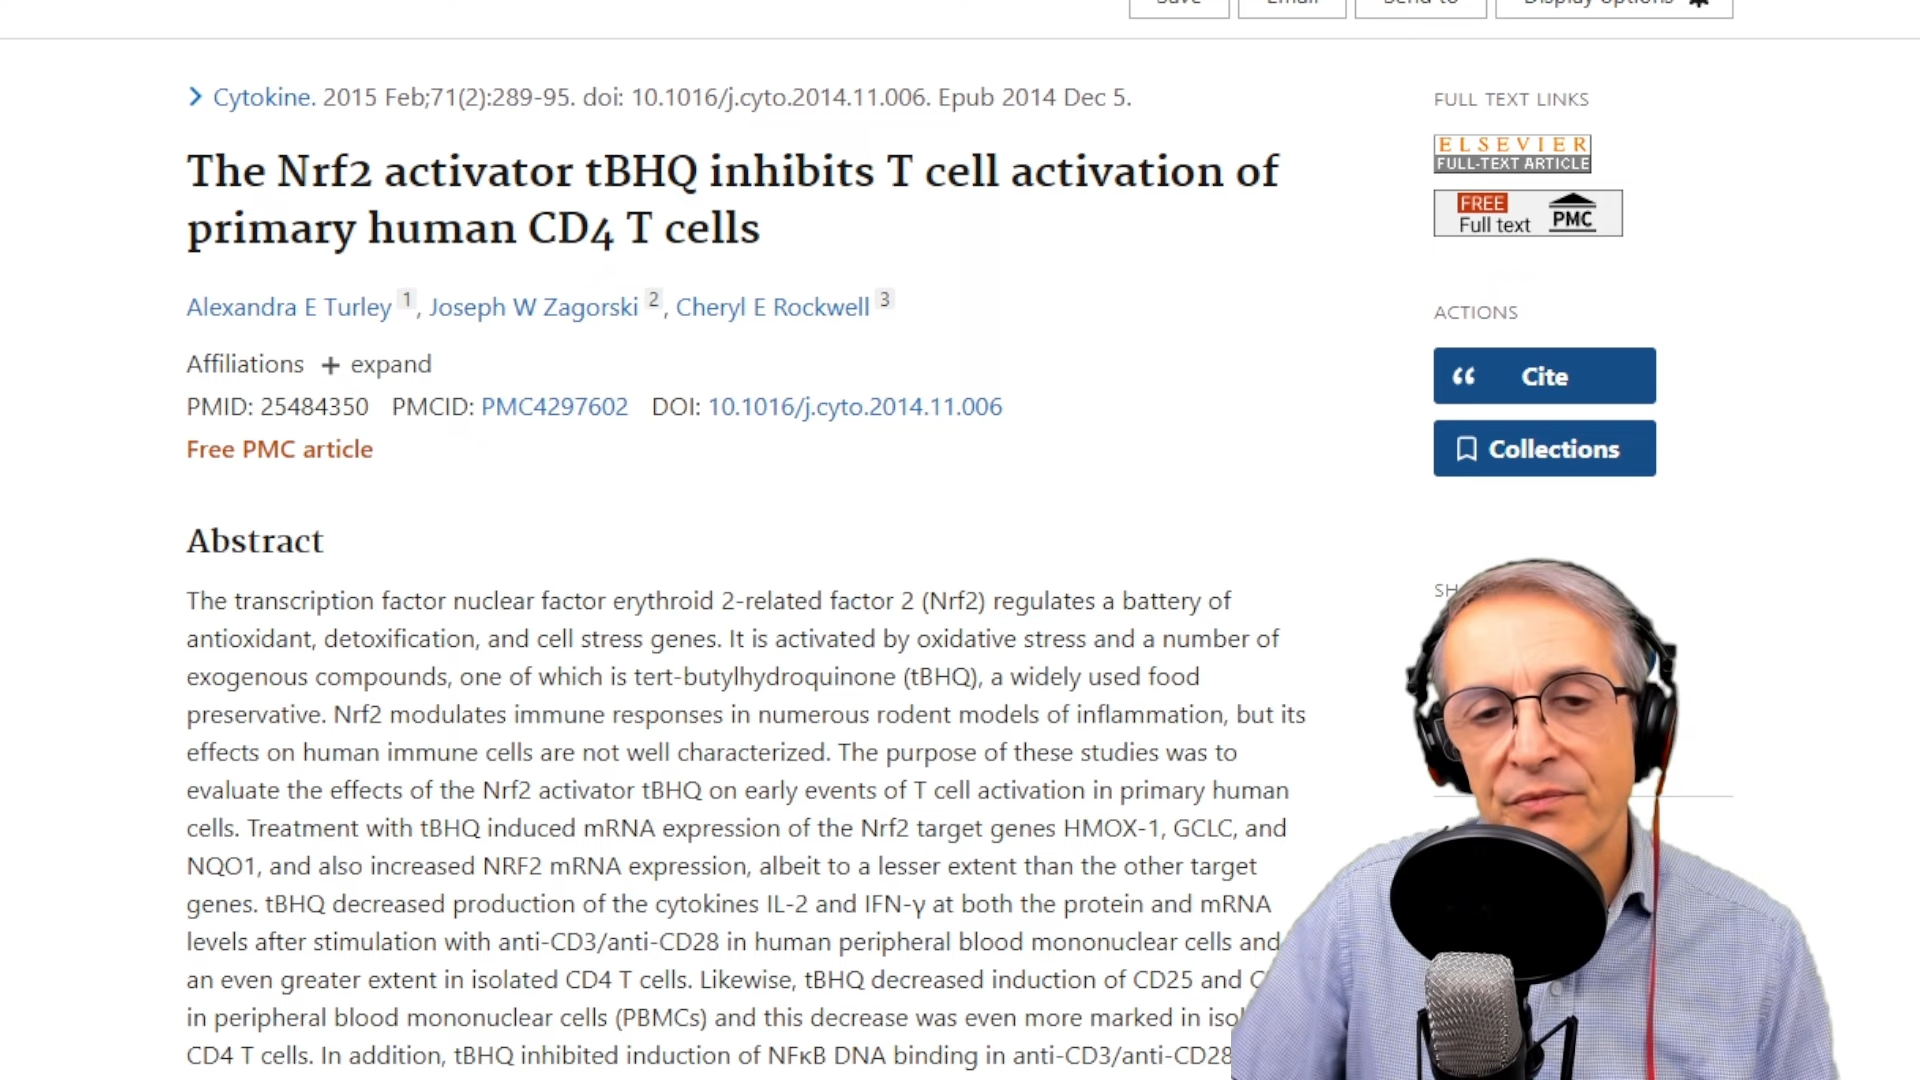 Save Email Send to Display options
Cytokine. 2015 Feb;71(2):289-95. doi: 10.1016/j.cyto.2014.11.006. Epub 2014 Dec 5.
The Nrf2 activator tBHQ inhibits T cell activation of
primary human CD4 T cells
Alexandra E Turley 1, Joseph W Zagorski 2, Cheryl E Rockwell 3
Affiliations + expand
PMID: 25484350 PMCID: PMC4297602 DOI: 10.1016/j.cyto.2014.11.006
Free PMC article
Abstract
The transcription factor nuclear factor erythroid 2-related factor 2 (Nrf2) regulates a battery of
antioxidant, detoxification, and cell stress genes. It is activated by oxidative stress and a number of
exogenous compounds, one of which is tert-butylhydroquinone (tBHQ), a widely used food
preservative. Nrf2 modulates immune responses in numerous rodent models of inflammation, but its
effects on human immune cells are not well characterized. The purpose of these studies was to
evaluate the effects of the Nrf2 activator tBHQ on early events of T cell activation in primary human
cells. Treatment with tBHQ induced mRNA expression of the Nrf2 target genes HMOX-1, GCLC, and
NQO1, and also increased NRF2 mRNA expression, albeit to a lesser extent than the other target
genes. tBHQ decreased production of the cytokines IL-2 and IFN-γ at both the protein and mRNA
levels after stimulation with anti-CD3/anti-CD28 in human peripheral blood mononuclear cells and
an even greater extent in isolated CD4 T cells. Likewise, tBHQ decreased induction of CD25 and
in peripheral blood mononuclear cells (PBMCs) and this decrease was even more marked in
CD4 T cells. In addition, tBHQ inhibited induction of NFκB DNA binding in anti-CD3/anti-CD28
FULL TEXT LINKS
ELSEVIER
FULL-TEXT ARTICLE
FREE
Full text PMC
ACTIONS
Cite
Collections